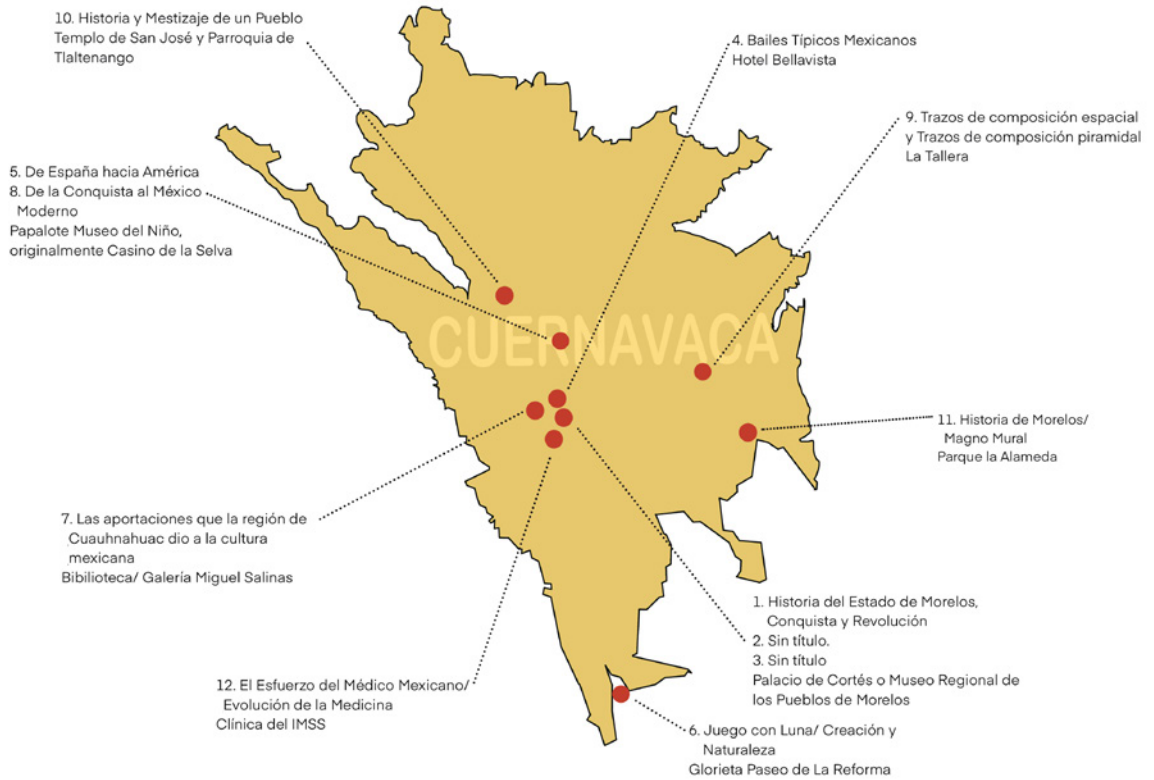 10. Historia y Mestizaje de un Pueblo
Templo de San José y Parroquia de
Tlaltenango
4. Bailes Típicos Mexicanos
Hotel Bellavista
9. Trazos de composición espacial
y Trazos de composición piramidal
La Tallera
5. De España hacia América
8. De la Conquista al México
Moderno
Papalote Museo del Niño,
originalmente Casino de la Selva
CUERNAVACA
11. Historia de Morelos/
Magno Mural
Parque la Alameda
7. Las aportaciones que la región de
Cuauhnahuac dio a la cultura
mexicana
Bibilioteca/ Galería Miguel Salinas
1. Historia del Estado de Morelos,
Conquista y Revolución
2. Sin título.
3. Sin título
Palacio de Cortés o Museo Regional de
los Pueblos de Morelos
12. El Esfuerzo del Médico Mexicano/
Evolución de la Medicina
Clínica del IMSS
6. Juego con Luna/ Creación y
Naturaleza
Glorieta Paseo de La Reforma